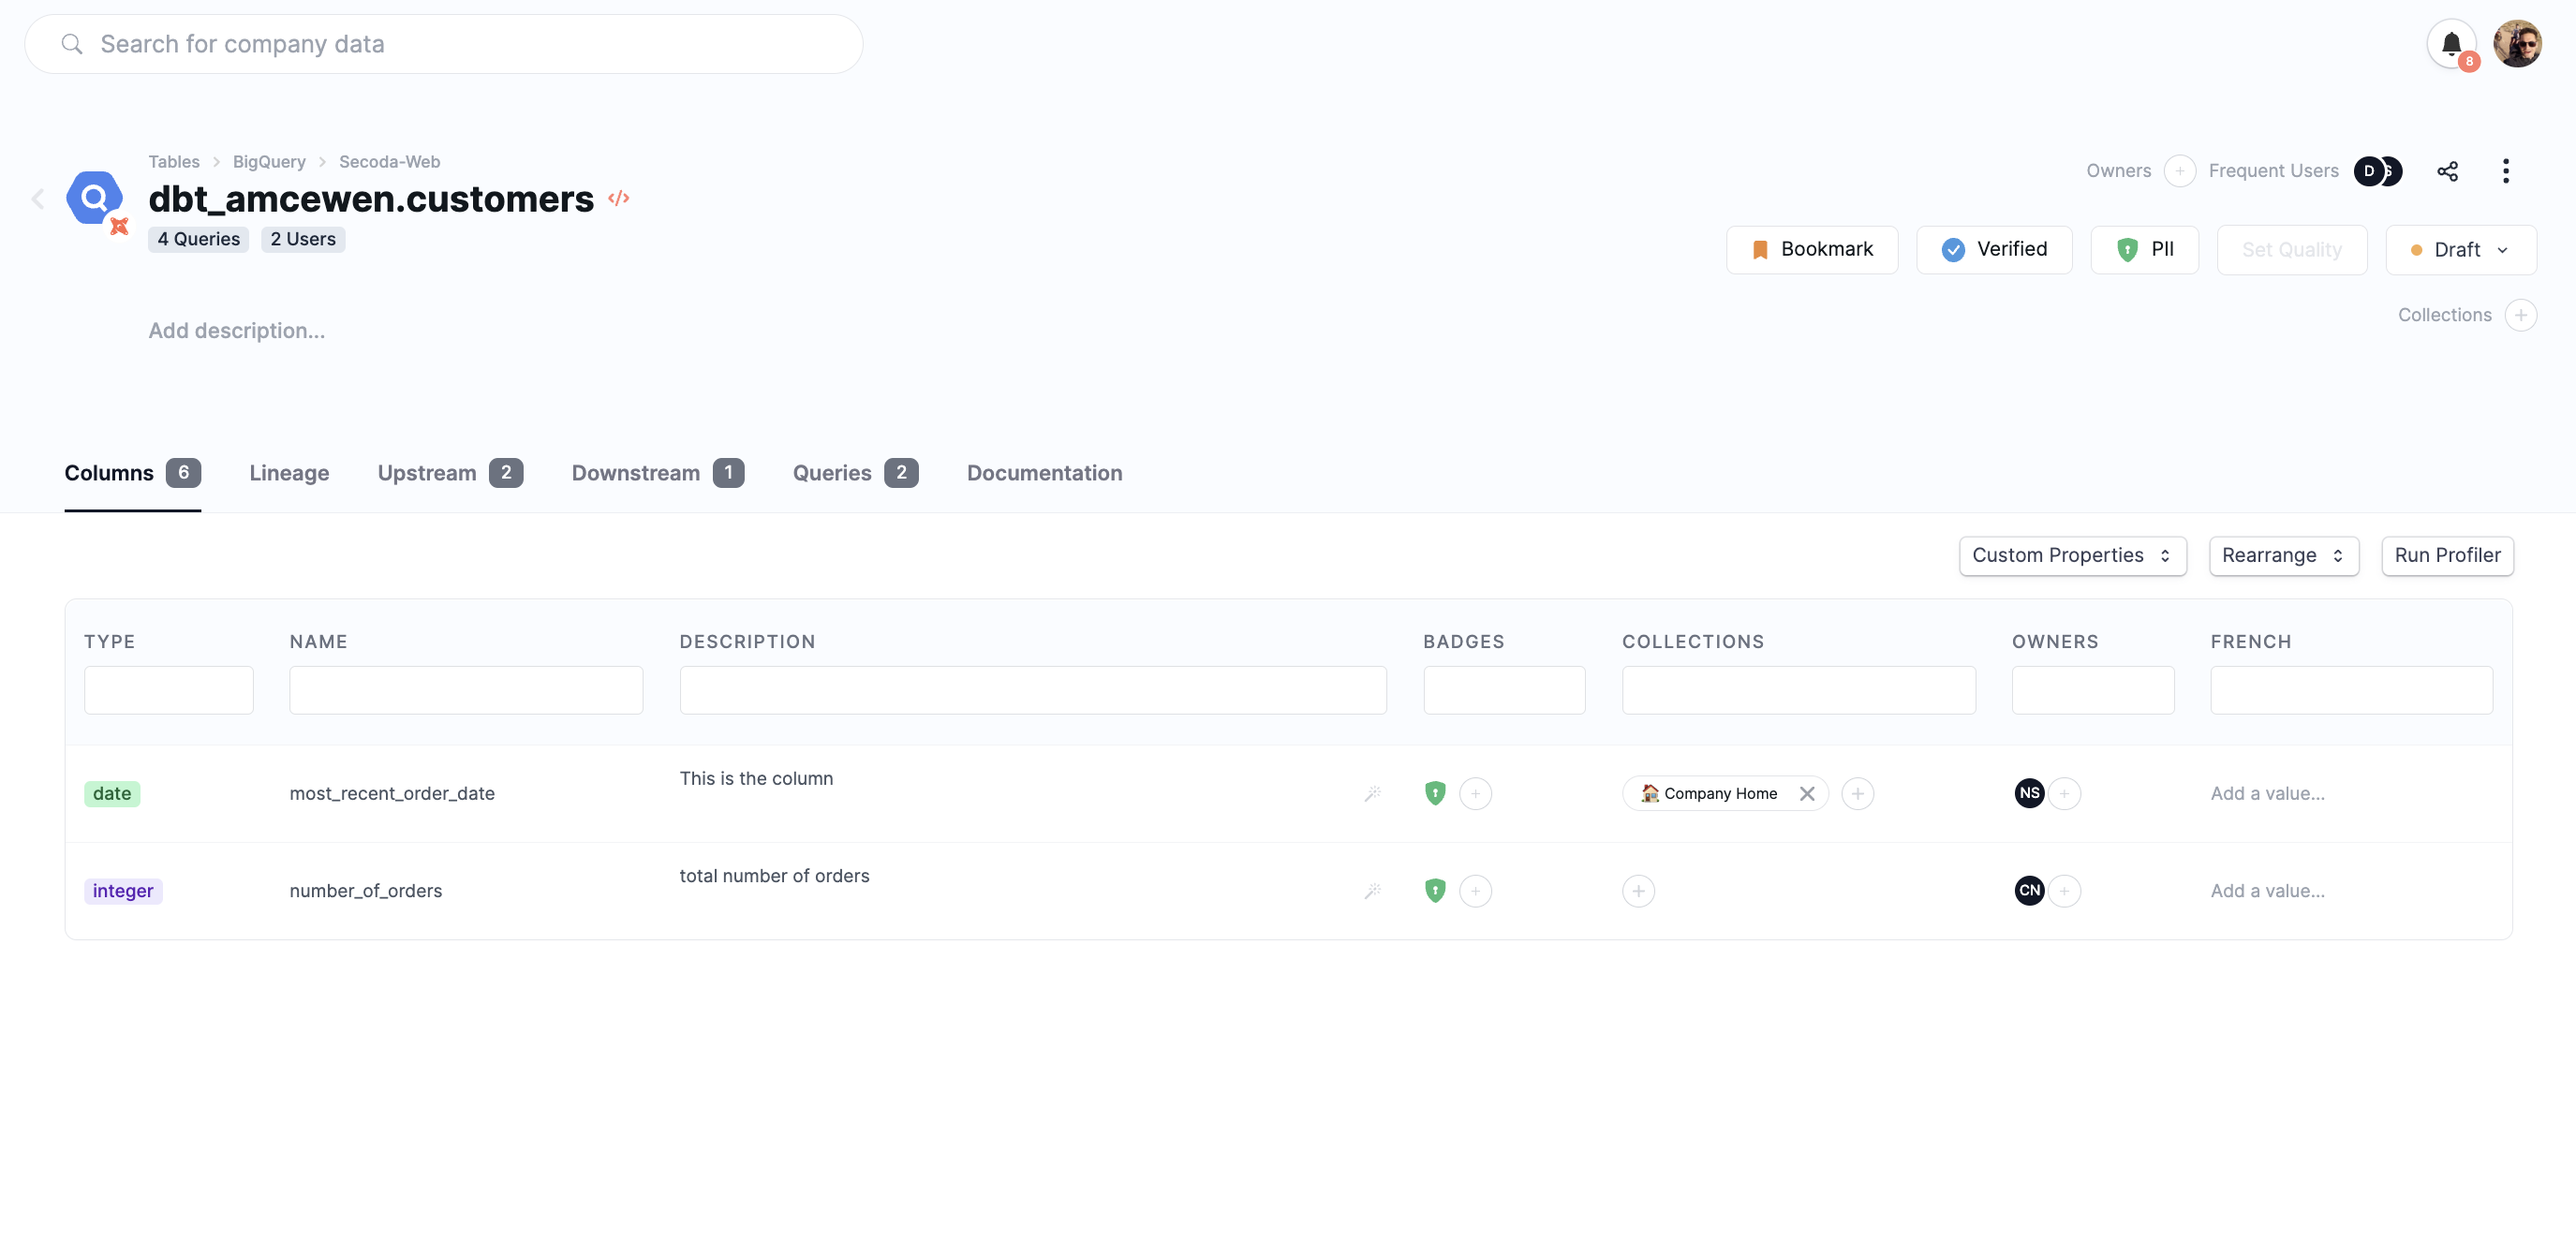 Search for company data
8
Tables > BigQuery > Secoda-Web
dbt_amcewen.customers </>
4 Queries 2 Users
Owners + Frequent Users D S
Bookmark Verified PII Set Quality Draft
Collections +
Add description...
Columns 6 Lineage Upstream 2 Downstream 1 Queries 2 Documentation
Custom Properties Rearrange Run Profiler
TYPE NAME DESCRIPTION BADGES COLLECTIONS OWNERS FRENCH
date most_recent_order_date This is the column + Company Home × + NS + Add a value...
integer number_of_orders total number of orders + + CN + Add a value...